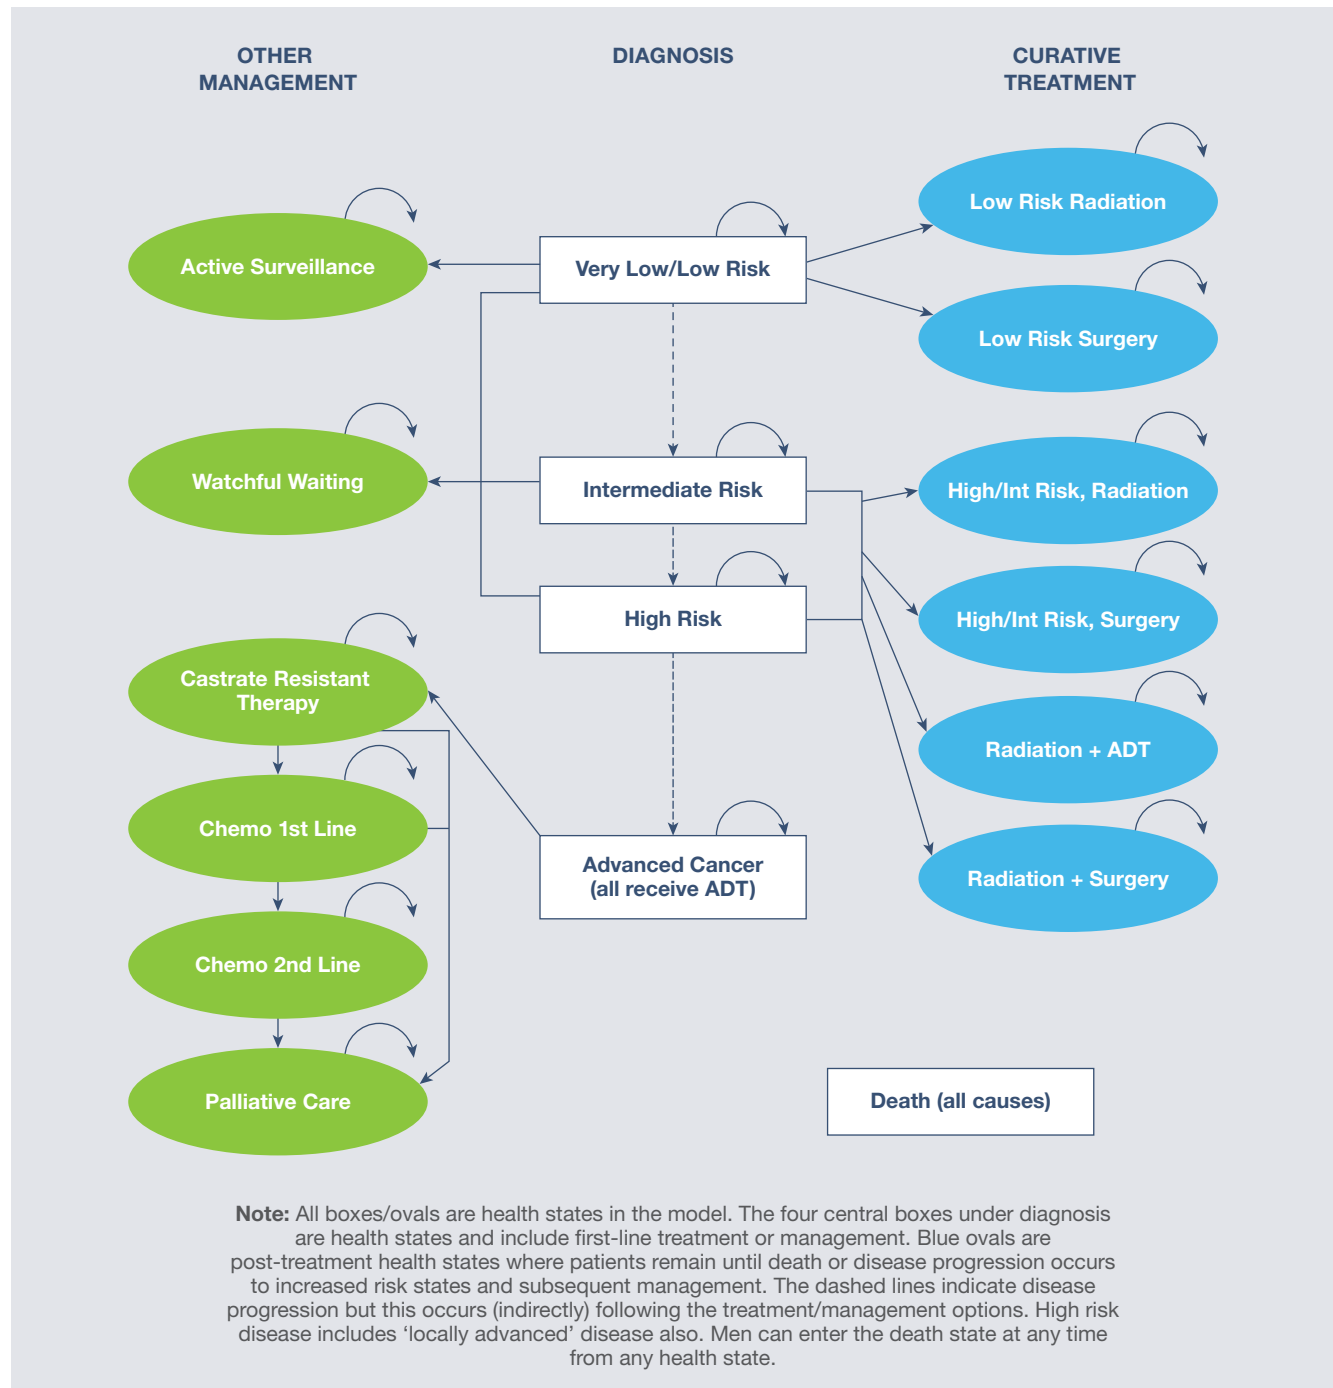 OTHER
MANAGEMENT
DIAGNOSIS
CURATIVE
TREATMENT
Active Surveillance
Very Low/Low Risk
Low Risk Radiation
Low Risk Surgery
Watchful Waiting
Intermediate Risk
High/Int Risk, Radiation
High Risk
High/Int Risk, Surgery
Castrate Resistant
Therapy
Radiation + ADT
Chemo 1st Line
Advanced Cancer
(all receive ADT)
Radiation + Surgery
Chemo 2nd Line
Palliative Care
Death (all causes)
Note: All boxes/ovals are health states in the model. The four central boxes under diagnosis
are health states and include first-line treatment or management. Blue ovals are
post-treatment health states where patients remain until death or disease progression occurs
to increased risk states and subsequent management. The dashed lines indicate disease
progression but this occurs (indirectly) following the treatment/management options. High risk
disease includes ‘locally advanced’ disease also. Men can enter the death state at any time
from any health state.